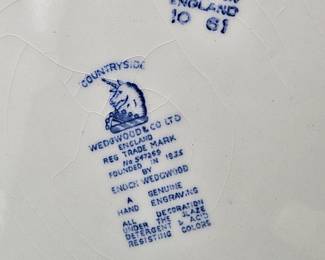 ENGLAND
10 61
COUNTRYSIDE
WEDGWOOD & CO LTD
ENGLAND
REG TRADE MARK
No 547269
FOUNDED IN 1835
BY
ENOCH WEDGWOOD
A GENUINE
HAND ENGRAVING
ALL DECORATION
UNDER THE GLAZE
DETERGENT & ACID
RESISTING COLORS